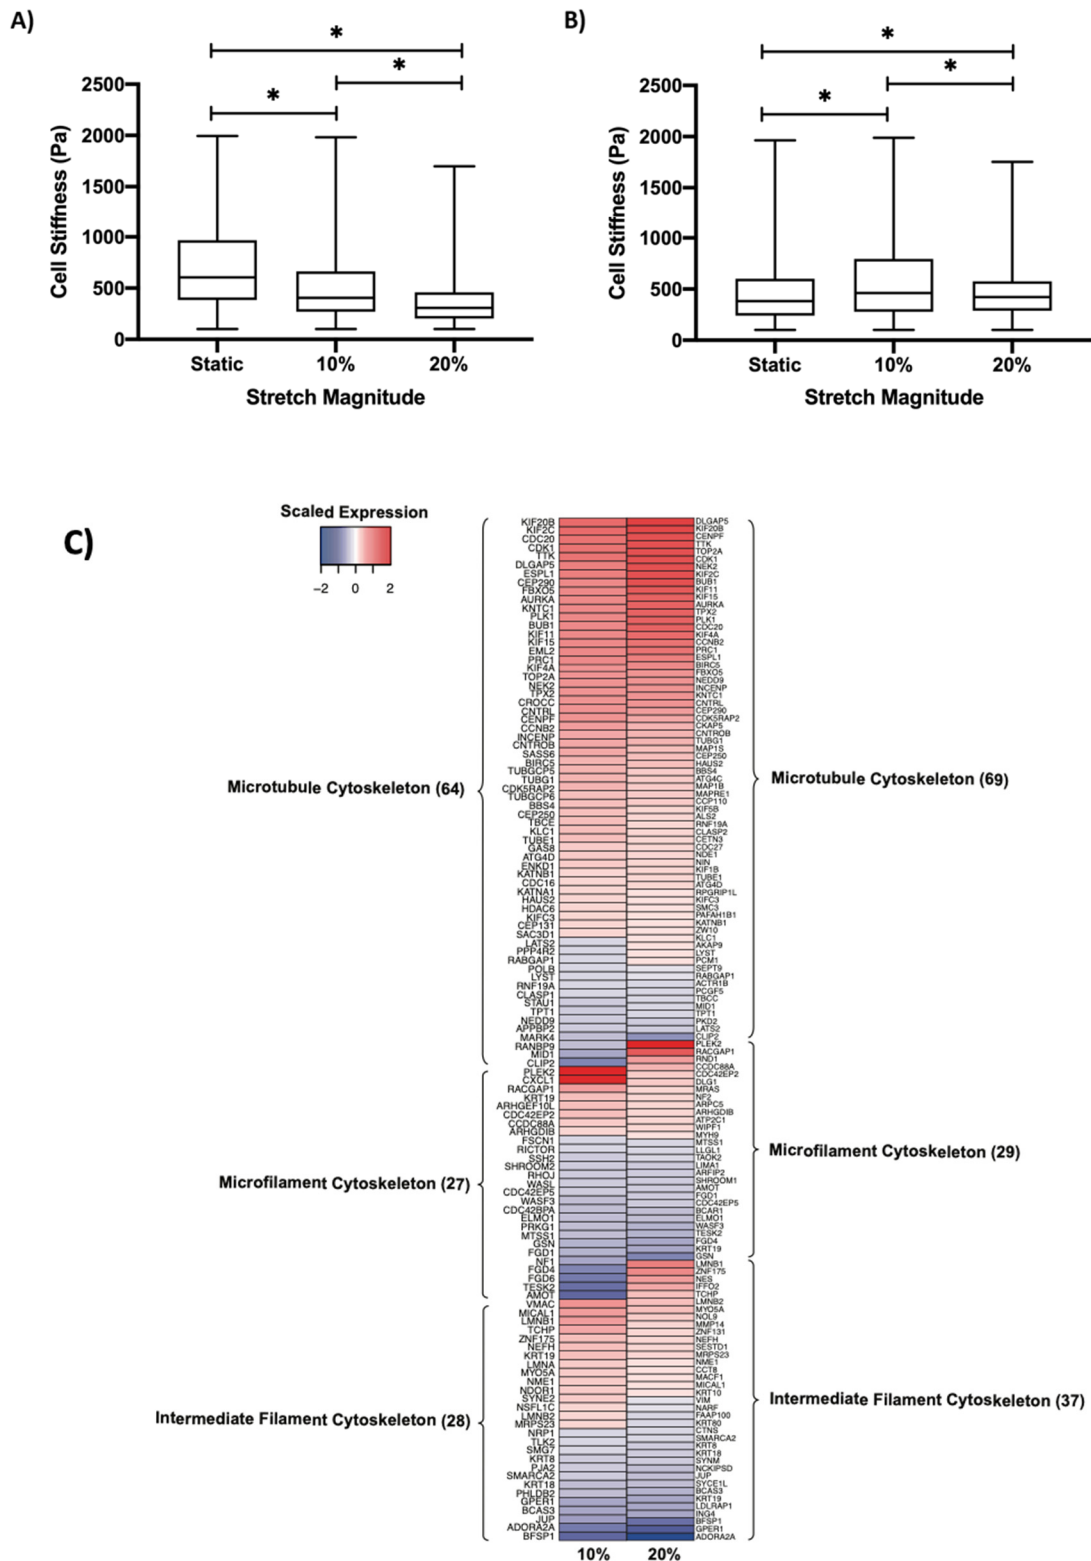 A)
B)
*
*
*
2500
2000
1500
1000
500
0
Cell Stiffness (Pa)
Static
10%
20%
Stretch Magnitude
*
*
*
2500
2000
1500
1000
500
0
Cell Stiffness (Pa)
Static
10%
20%
Stretch Magnitude
C)
Scaled Expression
−2
0
2
Microtubule Cytoskeleton (64)
Microfilament Cytoskeleton (27)
Intermediate Filament Cytoskeleton (28)
KIF20B
KIF2C
CDC20
CDK1
TTK
DLGAP5
ESPL1
CEP290
FBXO5
AURKA
KNTC1
PLK1
BUB1
KIF11
KIF15
EML2
PRC1
KIF4A
TOP2A
NEK2
TPX2
CROCC
CNTRL
CENPF
CCNB2
INCENP
CNTROB
SASS6
BIRC5
TUBGCP5
TUBG1
CDK5RAP2
TUBGCP6
BBS4
CEP250
TBCE
KLC1
TUBE1
GAS8
ATG4D
ENKD1
KATNB1
CDC16
KATNA1
HAUS2
HDAC6
KIFC3
CEP131
SAC3D1
LATS2
PPP4R2
RABGAP1
POLB
LYST
RNF19A
CLASP1
STAU1
TPT1
NEDD9
APPBP2
MARK4
RANBP9
MID1
CLIP2
PLEK2
CXCL1
RACGAP1
KRT19
ARHGEF10L
CDC42EP2
CCDC88A
ARHGDIB
FSCN1
RICTOR
SSH2
SHROOM2
RHOJ
WASL
CDC42EP5
WASF3
CDC42BPA
ELMO1
PRKG1
MTSS1
GSN
FGD1
NF1
FGD4
FGD6
TESK2
AMOT
VMAC
MICAL1
LMNB1
TCHP
ZNF175
NEFH
KRT19
LMNA
MYO5A
NME1
NDOR1
SYNE2
NSFL1C
LMNB2
MRPS23
NRP1
TLK2
SMG7
KRT8
PJA2
SMARCA2
KRT18
PHLDB2
GPER1
BCAS3
JUP
ADORA2A
BFSP1
DLGAP5
KIF20B
CENPF
TTK
TOP2A
CDK1
NEK2
KIF2C
BUB1
KIF11
KIF15
AURKA
TPX2
PLK1
CDC20
KIF4A
CCNB2
PRC1
ESPL1
BIRC5
FBXO5
NEDD9
INCENP
KNTC1
CNTRL
CEP290
CDK5RAP2
CKAP5
CNTROB
TUBG1
MAP1S
CEP250
HAUS2
BBS4
ATG4C
MAP1B
MAPRE1
CCP110
KIF5B
ALS2
RNF19A
CLASP2
CETN3
CDC27
NDE1
NIN
KIF1B
TUBE1
ATG4D
RPGRIP1L
KIFC3
SMC3
PAFAH1B1
KATNB1
ZW10
KLC1
AKAP9
LYST
PCM1
SEPT9
RABGAP1
ACTR1B
PCGF5
TBCC
MID1
TPT1
PKD2
LATS2
CLIP2
PLEK2
RACGAP1
RND1
CCDC88A
CDC42EP2
DLG1
MRAS
NF2
ARPC5
ARHGDIB
ATP2C1
WIPF1
MYH9
MTSS1
LLGL1
TAOK2
LIMA1
ARFIP2
SHROOM1
AMOT
FGD1
CDC42EP5
BCAR1
ELMO1
WASF3
TESK2
FGD4
KRT19
GSN
LMNB1
ZNF175
NES
IFFO2
TCHP
LMNB2
MYO5A
NOL9
MMP14
ZNF131
NEFH
SESTD1
MRPS23
NME1
CCT8
MACF1
MICAL1
KRT10
VIM
NARF
FAAP100
KRT80
CTNS
SMARCA2
KRT8
KRT18
SYNM
NCKIPSD
JUP
SYCE1L
BCAS3
KRT19
LDLRAP1
ING4
BFSP1
GPER1
ADORA2A
Microtubule Cytoskeleton (69)
Microfilament Cytoskeleton (29)
Intermediate Filament Cytoskeleton (37)
10%
20%